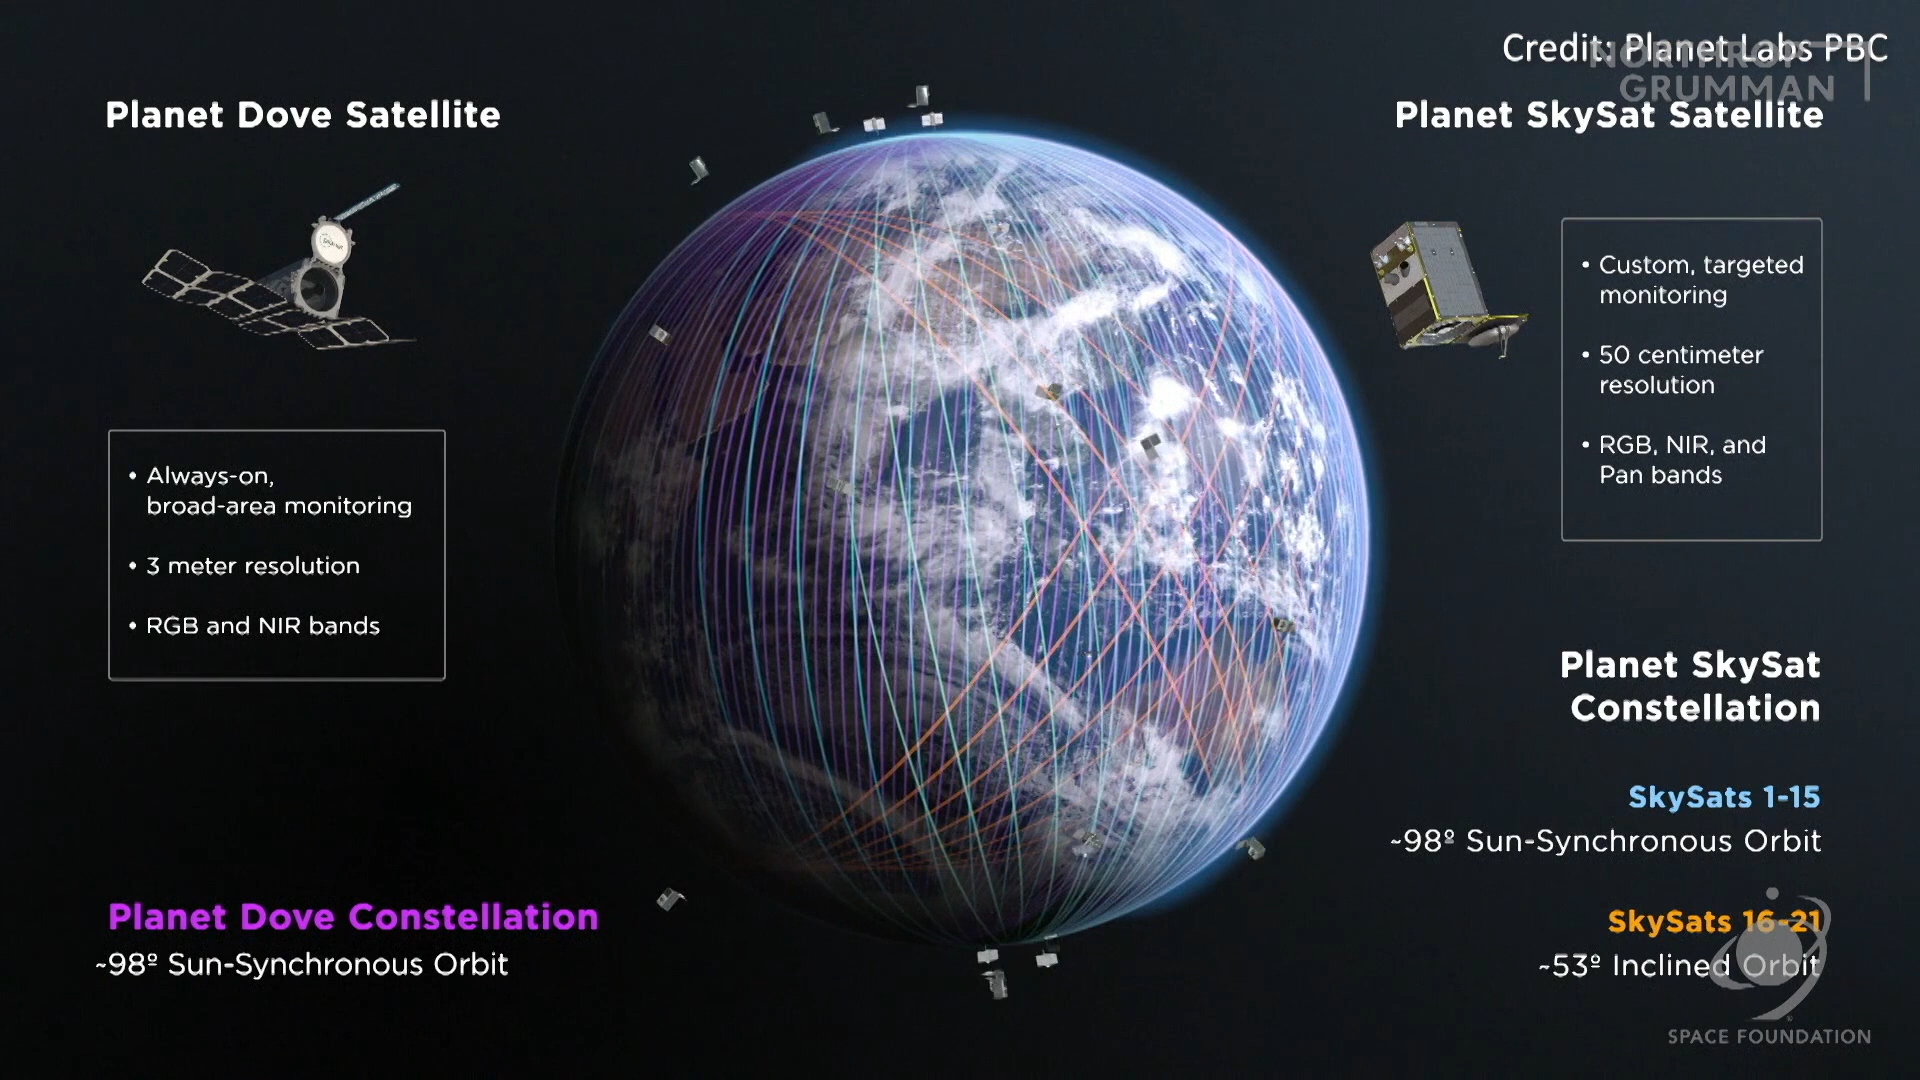 Credit: Planet Labs PBC
NORTHROP
GRUMMAN
Planet Dove Satellite
• Always-on,
broad-area monitoring
• 3 meter resolution
• RGB and NIR bands
Planet Dove Constellation
~98º Sun-Synchronous Orbit
Planet SkySat Satellite
• Custom, targeted
monitoring
• 50 centimeter
resolution
• RGB, NIR, and
Pan bands
Planet SkySat
Constellation
SkySats 1-15
~98º Sun-Synchronous Orbit
SkySats 16-21
~53º Inclined Orbit
SPACE FOUNDATION